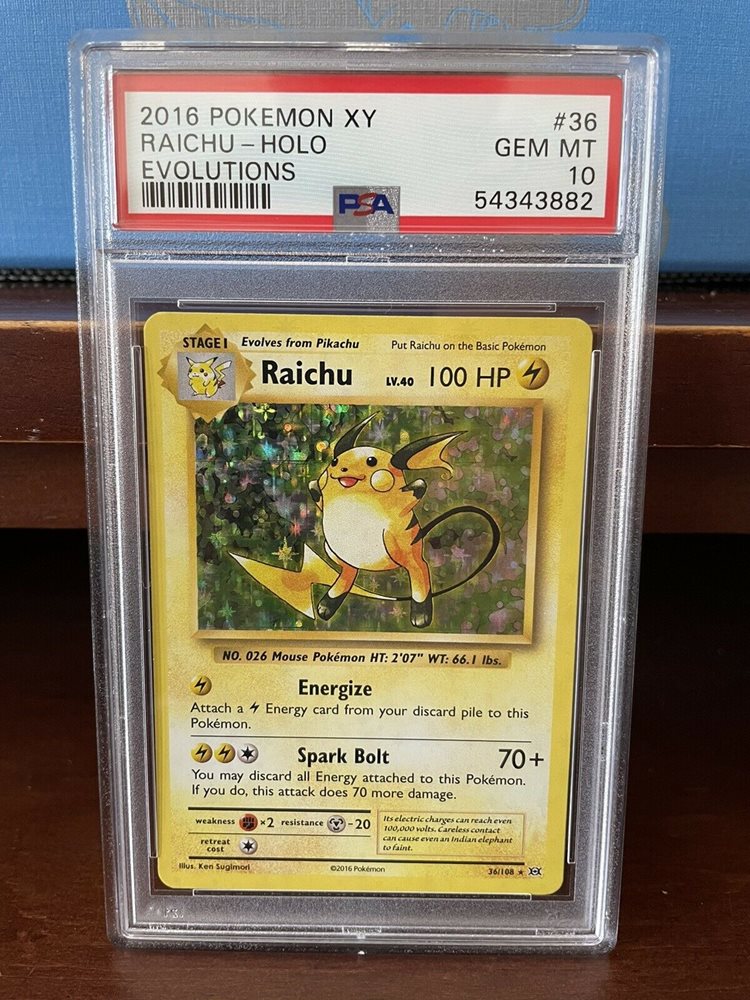 2016 POKEMON XY #36
RAICHU - HOLO GEM MT
EVOLUTIONS 10
PSA 54343882
STAGE 1 Evolves from Pikachu Put Raichu on the Basic Pokémon
Raichu LV.40 100 HP
NO. 026 Mouse Pokémon HT: 2'07" WT: 66.1 lbs.
Energize
Attach a Energy card from your discard pile to this
Pokémon.
Spark Bolt 70+
You may discard all Energy attached to this Pokémon.
If you do, this attack does 70 more damage.
weakness ×2 resistance -20
retreat
cost
Its electric charges can reach even
100,000 volts. Careless contact
can cause even an Indian elephant
to faint.
Illus. Ken Sugimori ©2016 Pokémon 36/108 ★